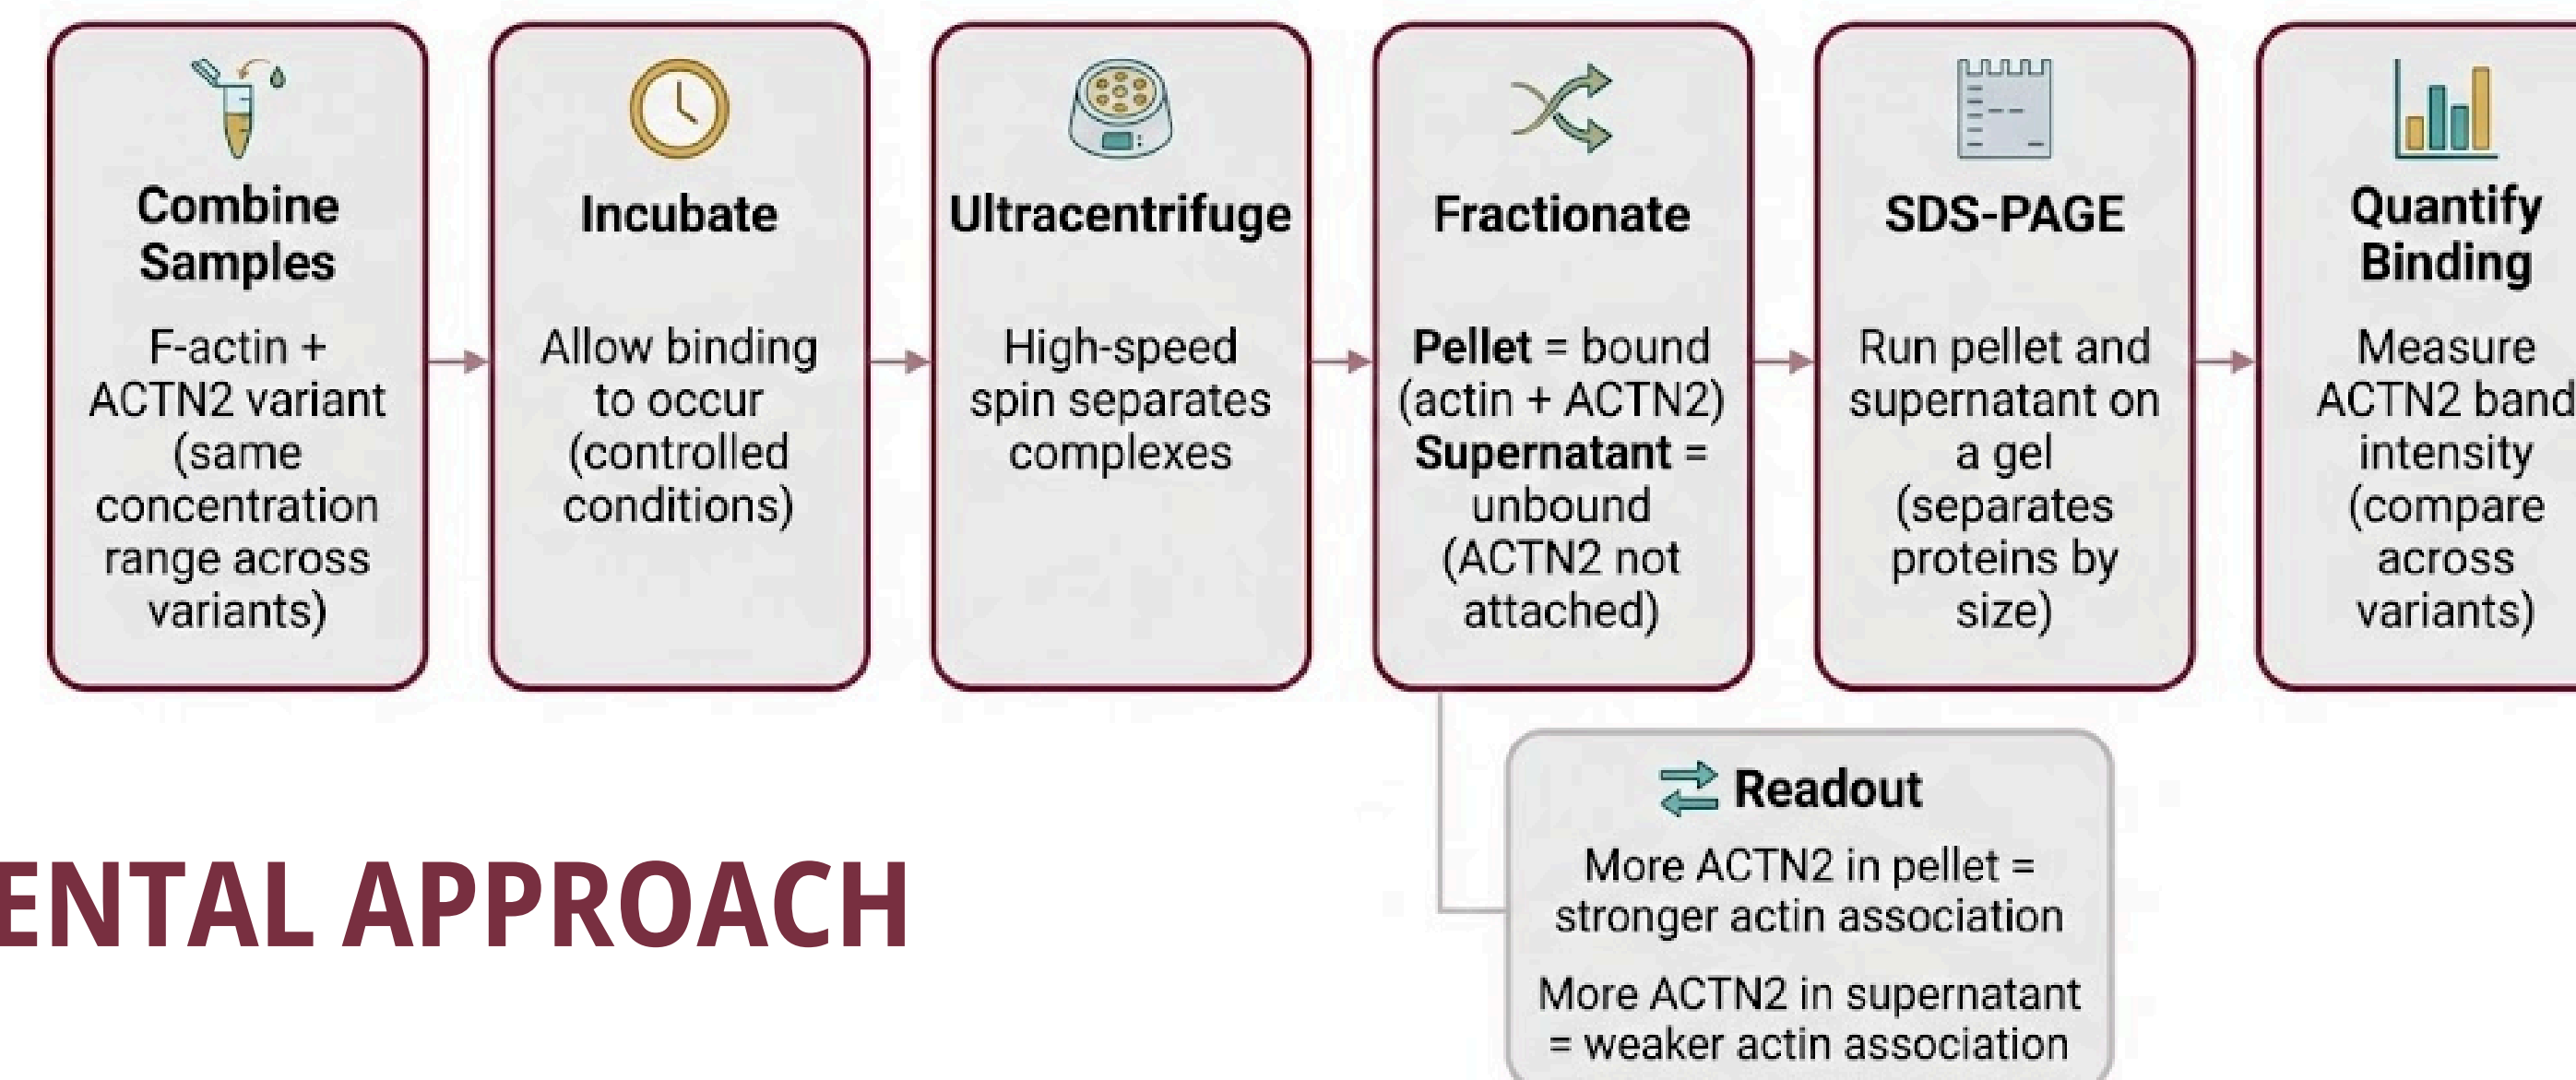 Combine
Samples
F-actin +
ACTN2 variant
(same
concentration
range across
variants)
Incubate
Allow binding
to occur
(controlled
conditions)
Ultracentrifuge
High-speed
spin separates
complexes
Fractionate
Pellet = bound
(actin + ACTN2)
Supernatant =
unbound
(ACTN2 not
attached)
SDS-PAGE
Run pellet and
supernatant on
a gel
(separates
proteins by
size)
Quantify
Binding
Measure
ACTN2 band
intensity
(compare
across
variants)
Readout
More ACTN2 in pellet =
stronger actin association
More ACTN2 in supernatant
= weaker actin association
ENTAL APPROACH